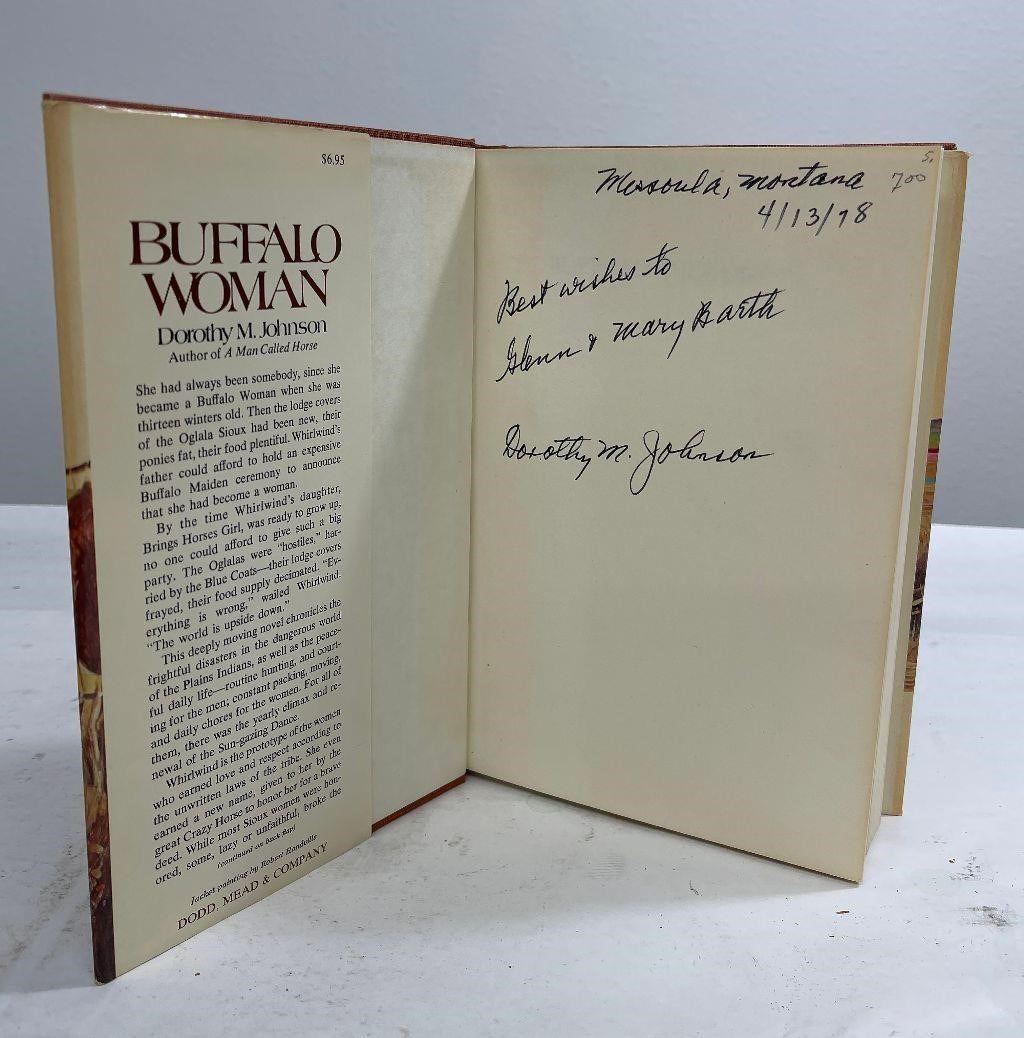 $6.95
BUFFALO
WOMAN
Dorothy M. Johnson
Author of A Man Called Horse
She had always been somebody, since she
became a Buffalo Woman when she was
thirteen winters old. Then the lodge covers
of the Oglala Sioux had been new, their
ponies fat, their food plentiful. Whirlwind's
father could afford to hold an expensive
Buffalo Maiden ceremony to announce
that she had become a woman.
By the time Whirlwind's daughter,
Brings Horses Girl, was ready to grow up,
no one could afford to give such a big
party. The Oglalas were "hostiles," har-
ried by the Blue Coats—their lodge covers
frayed, their food supply decimated. "Ev-
erything is wrong," wailed Whirlwind.
"The world is upside down."
This deeply moving novel chronicles the
frightful disasters in the dangerous world
of the Plains Indians, as well as the peace-
ful daily life—routine hunting, and court-
ing for the men; constant packing, moving,
and daily chores for the women. For all of
them, there was the yearly climax and re-
newal of the Sun-gazing Dance.
Whirlwind is the prototype of the women
who earned love and respect according to
the unwritten laws of the tribe. She even
earned a new name, given to her by the
great Crazy Horse to honor her for a brave
deed. While most Sioux women were hon-
ored, some, lazy or unfaithful, broke the
(continued on back flap)
Jacket painting by Robert
DODD, MEAD & COMPANY
5.
700
Missoula, Montana
4/13/78
Best wishes to
Glenn & Mary Barth
Dorothy M. Johnson